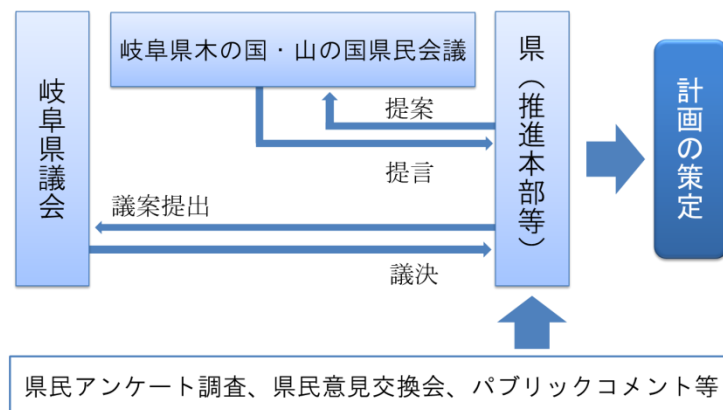 岐阜県木の国・山の国県民会議
岐阜県議会
県（推進本部等）
計画の策定
提案
提言
議案提出
議決
県民アンケート調査、県民意見交換会、パブリックコメント等